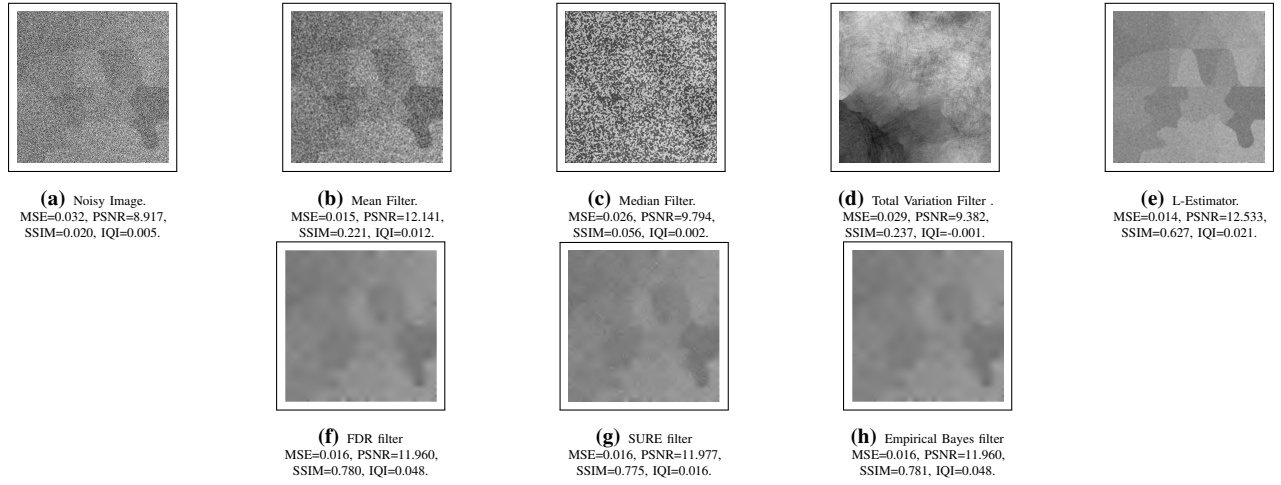 (a) Noisy Image.
MSE=0.032, PSNR=8.917,
SSIM=0.020, IQI=0.005.
(b) Mean Filter.
MSE=0.015, PSNR=12.141,
SSIM=0.221, IQI=0.012.
(c) Median Filter.
MSE=0.026, PSNR=9.794,
SSIM=0.056, IQI=0.002.
(d) Total Variation Filter .
MSE=0.029, PSNR=9.382,
SSIM=0.237, IQI=-0.001.
(e) L-Estimator.
MSE=0.014, PSNR=12.533,
SSIM=0.627, IQI=0.021.
(f) FDR filter
MSE=0.016, PSNR=11.960,
SSIM=0.780, IQI=0.048.
(g) SURE filter
MSE=0.016, PSNR=11.977,
SSIM=0.775, IQI=0.016.
(h) Empirical Bayes filter
MSE=0.016, PSNR=11.960,
SSIM=0.781, IQI=0.048.